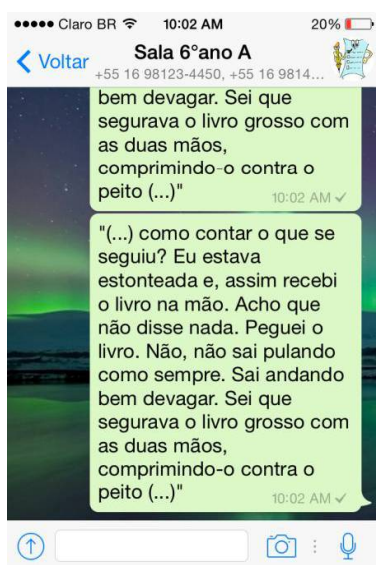 Claro BR 10:02 AM 20%
Voltar Sala 6°ano A
+55 16 98123-4450, +55 16 9814...
bem devagar. Sei que
segurava o livro grosso com
as duas mãos,
comprimindo-o contra o
peito (...)"
10:02 AM
"(...) como contar o que se
seguiu? Eu estava
estonteada e, assim recebi
o livro na mão. Acho que
não disse nada. Peguei o
livro. Não, não sai pulando
como sempre. Sai andando
bem devagar. Sei que
segurava o livro grosso com
as duas mãos,
comprimindo-o contra o
peito (...)"
10:02 AM